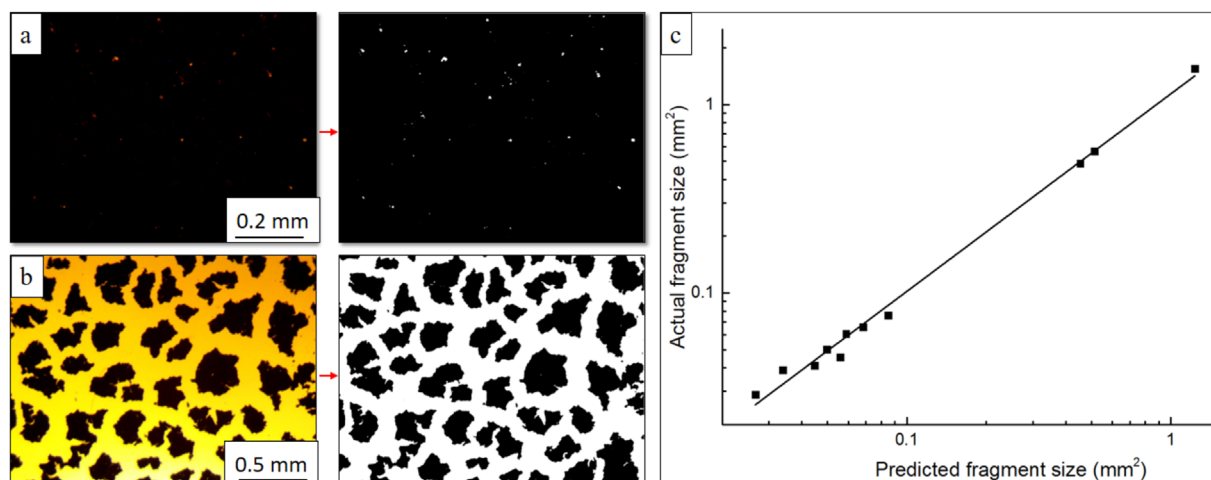 a
0.2 mm
b
0.5 mm
c
Actual fragment size (mm²)
1
0.1
0.1
1
Predicted fragment size (mm²)